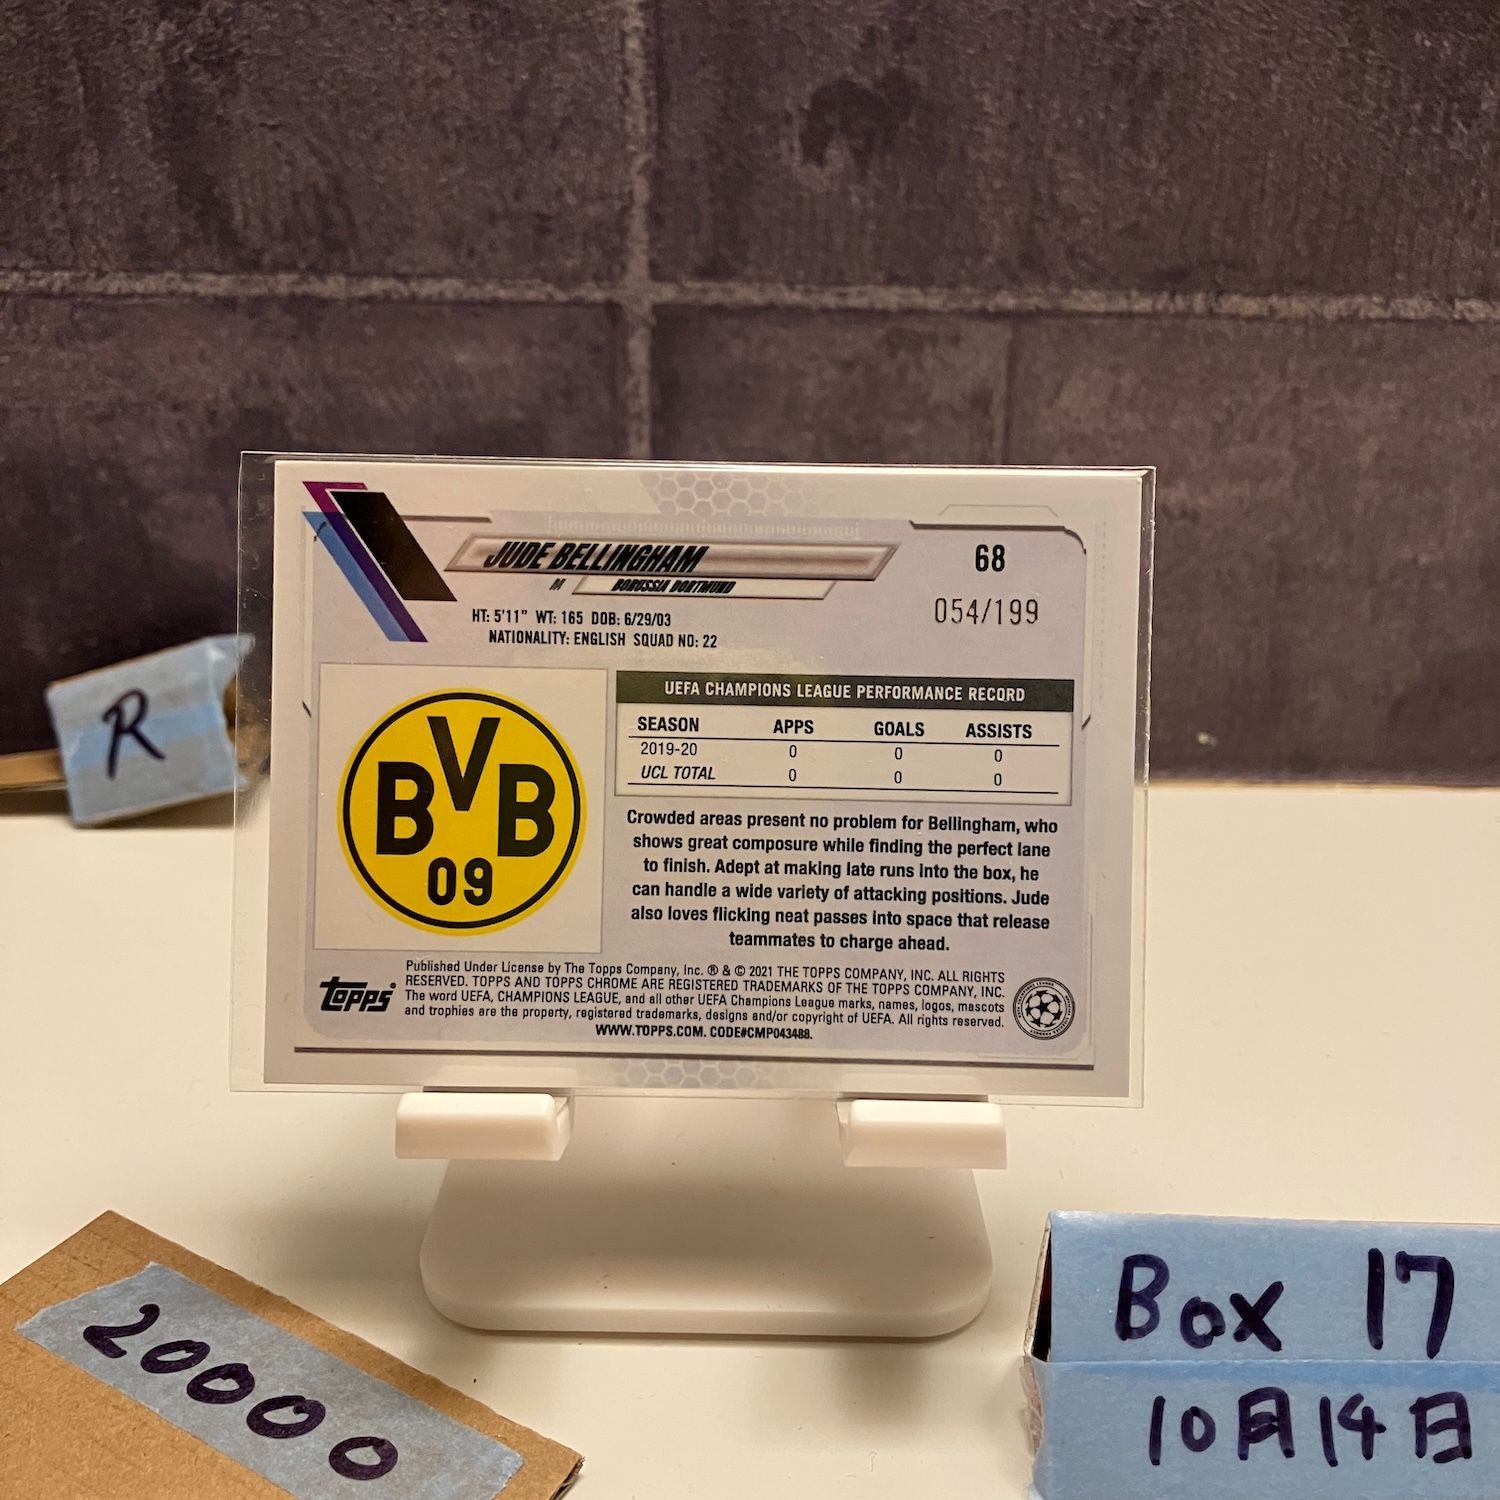 JUDE BELLINGHAM
M BORUSSIA DORTMUND
HT: 5'11" WT: 165 DOB: 6/29/03
NATIONALITY: ENGLISH SQUAD NO: 22
68
054/199
UEFA CHAMPIONS LEAGUE PERFORMANCE RECORD
SEASON APPS GOALS ASSISTS
2019-20 0 0 0
UCL TOTAL 0 0 0
BVB
09
Crowded areas present no problem for Bellingham, who
shows great composure while finding the perfect lane
to finish. Adept at making late runs into the box, he
can handle a wide variety of attacking positions. Jude
also loves flicking neat passes into space that release
teammates to charge ahead.
topps
Published Under License by The Topps Company, Inc. ® & © 2021 THE TOPPS COMPANY, INC. ALL RIGHTS
RESERVED. TOPPS AND TOPPS CHROME ARE REGISTERED TRADEMARKS OF THE TOPPS COMPANY, INC.
The word UEFA, CHAMPIONS LEAGUE, and all other UEFA Champions League marks, names, logos, mascots
and trophies are the property, registered trademarks, designs and/or copyright of UEFA. All rights reserved.
WWW.TOPPS.COM. CODE#CMP043488.
R
20000
Box 17
10月14日